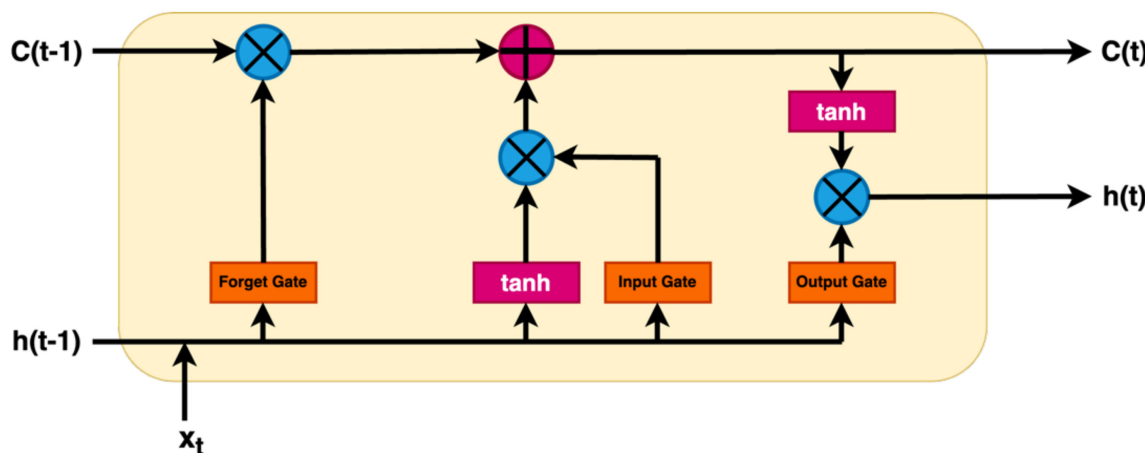 C(t-1)
C(t)
tanh
h(t)
Forget Gate
tanh
Input Gate
Output Gate
h(t-1)
xt